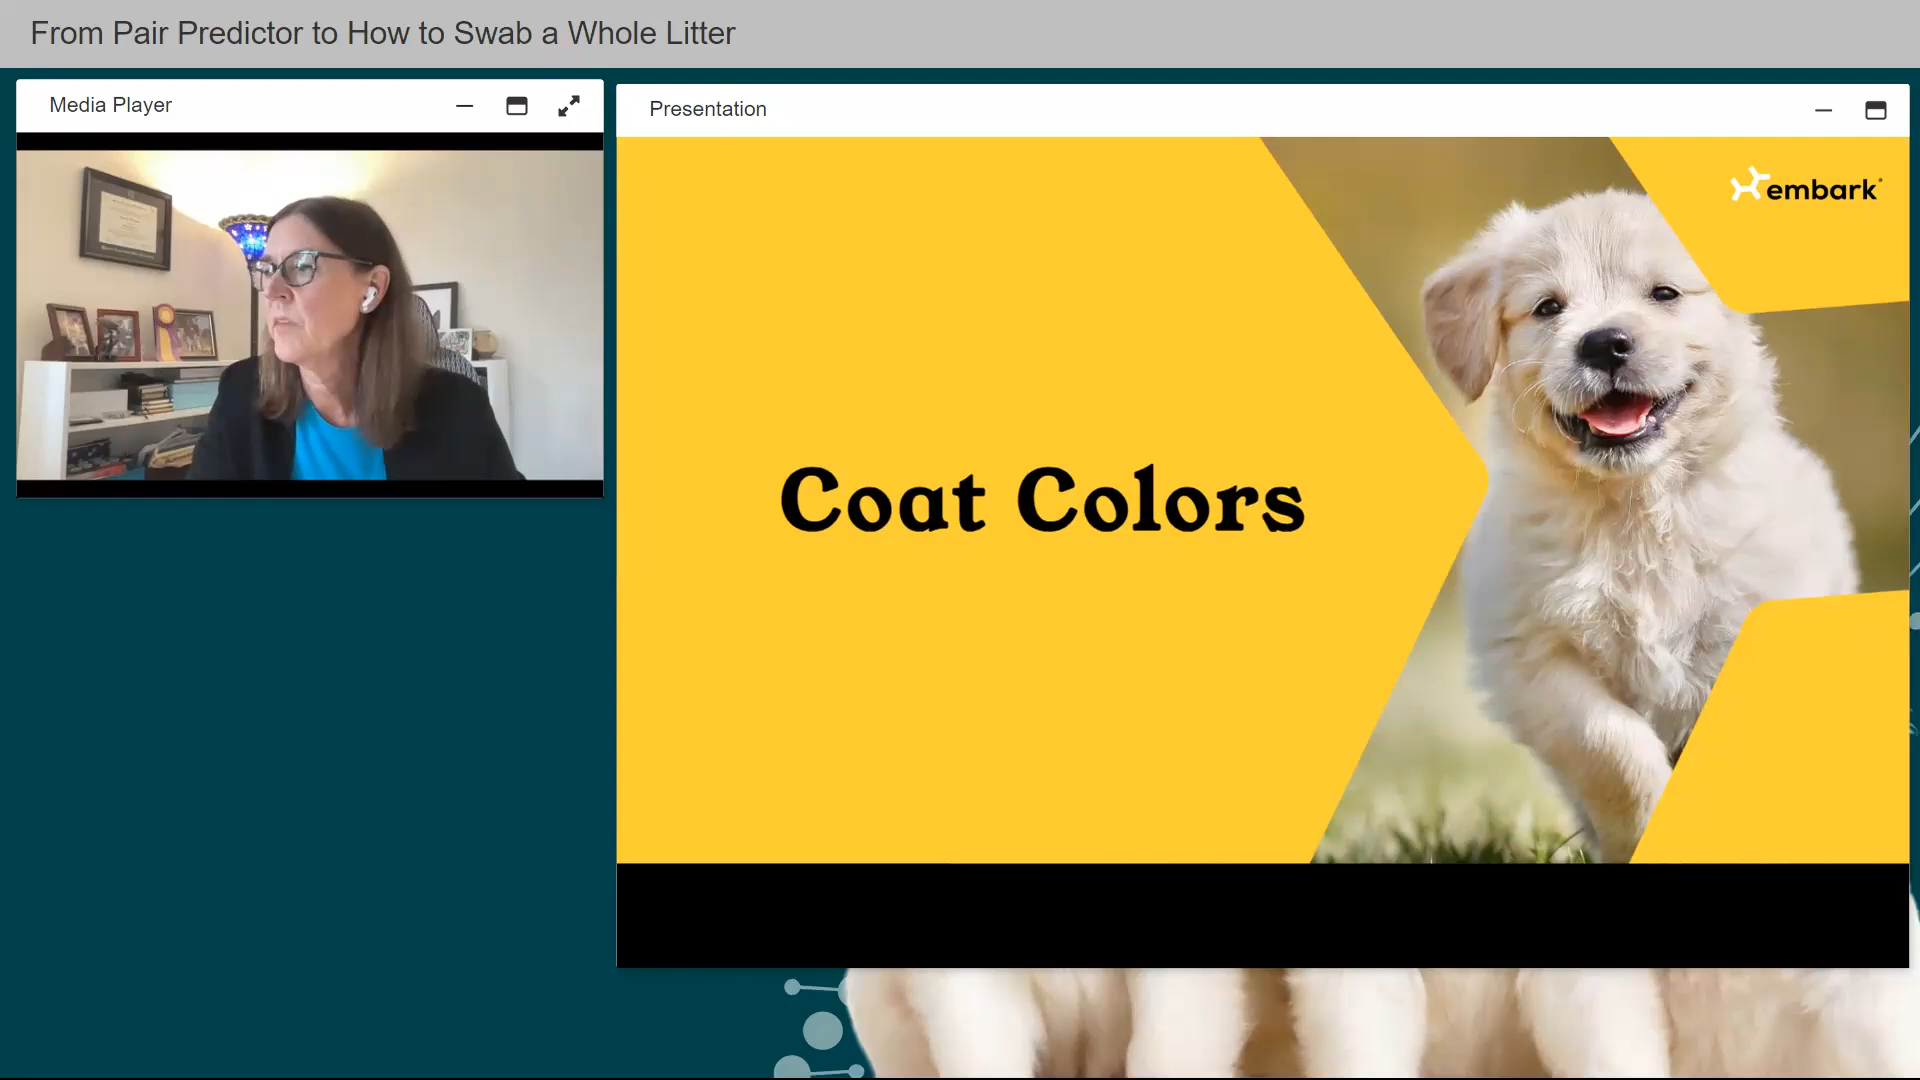 From Pair Predictor to How to Swab a Whole Litter
Media Player
Presentation
embark
Coat Colors